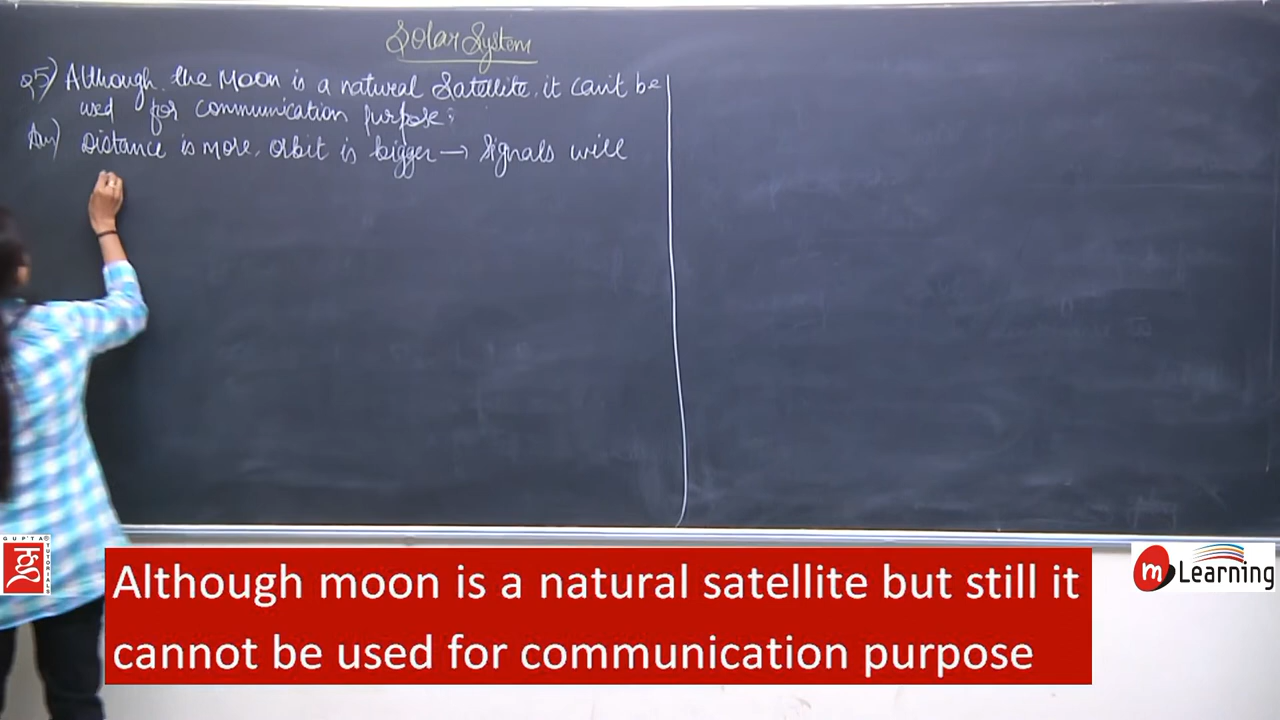 Solar System
Q5) Although the Moon is a natural Satellite, it can't be
used for communication purpose.
Ans) Distance is more, Orbit is bigger → Signals will
GUPTA
TUTORIALS
m Learning
Although moon is a natural satellite but still it
cannot be used for communication purpose